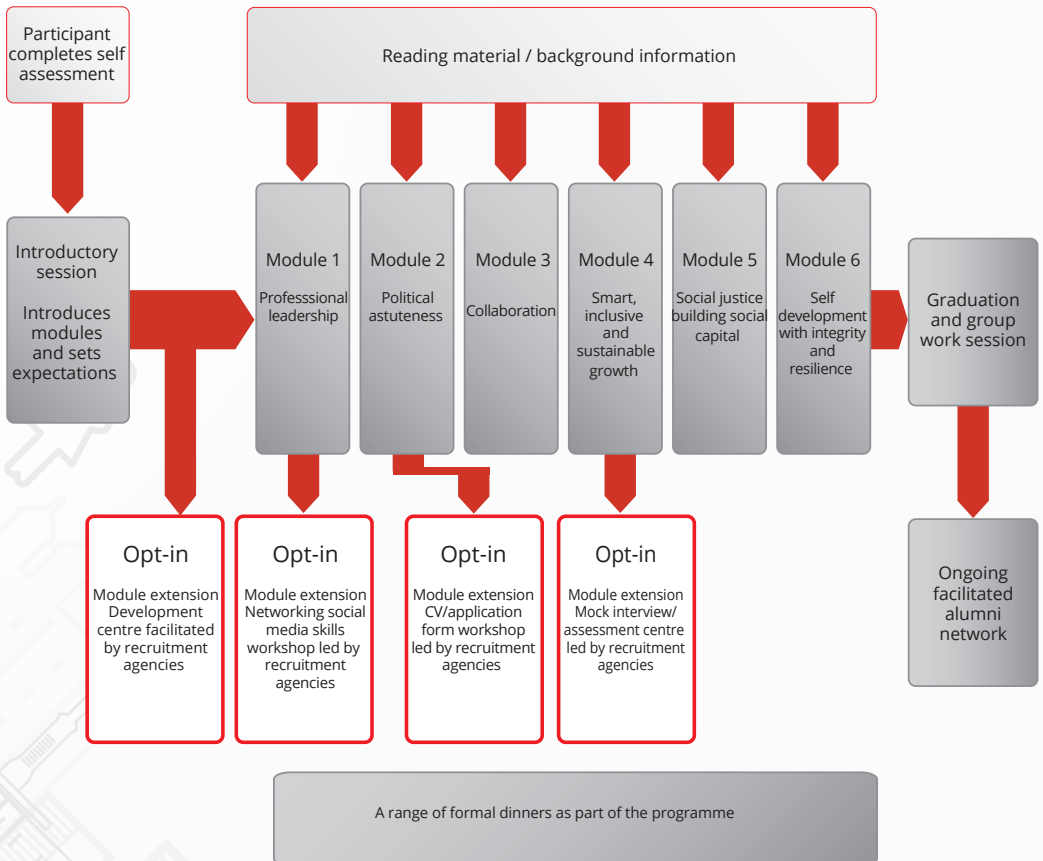 Participant
completes self
assessment
Reading material / background information
Introductory
session
Introduces
modules
and sets
expectations
Module 1
Professsional
leadership
Module 2
Political
astuteness
Module 3
Collaboration
Module 4
Smart,
inclusive
and
sustainable
growth
Module 5
Social justice
building social
capital
Module 6
Self
development
with integrity
and
resilience
Graduation
and group
work session
Opt-in
Module extension
Development
centre facilitated
by recruitment
agencies
Opt-in
Module extension
Networking social
media skills
workshop led by
recruitment
agencies
Opt-in
Module extension
CV/application
form workshop
led by recruitment
agencies
Opt-in
Module extension
Mock interview/
assessment centre
led by recruitment
agencies
Ongoing
facilitated
alumni
network
A range of formal dinners as part of the programme